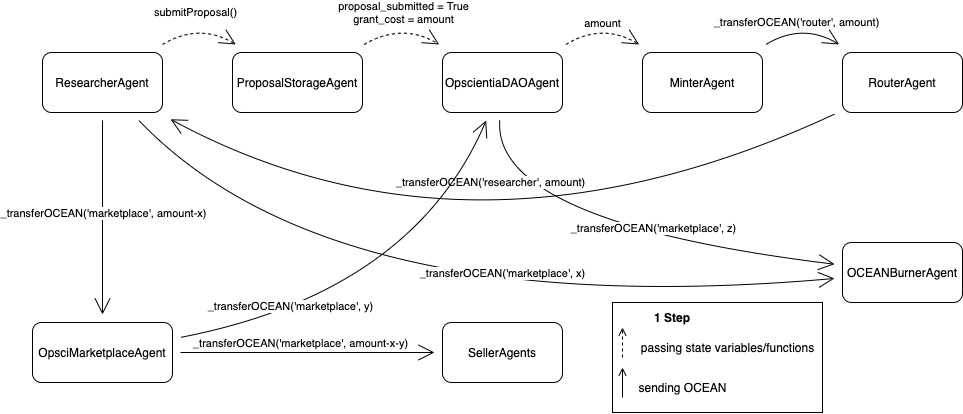 submitProposal()
proposal_submitted = True
grant_cost = amount
amount
_transferOCEAN('router', amount)
ResearcherAgent
ProposalStorageAgent
OpscientiaDAOAgent
MinterAgent
RouterAgent
_transferOCEAN('researcher', amount)
_transferOCEAN('marketplace', amount-x)
_transferOCEAN('marketplace', z)
_transferOCEAN('marketplace', x)
OCEANBurnerAgent
_transferOCEAN('marketplace', y)
1 Step
_transferOCEAN('marketplace', amount-x-y)
OpsciMarketplaceAgent
SellerAgents
passing state variables/functions
sending OCEAN